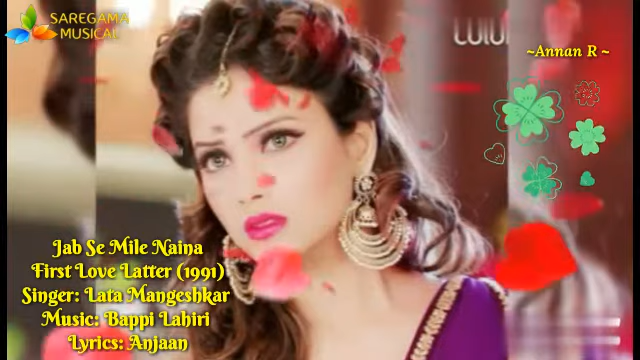 SAREGAMA
MUSICAL
~Annan R ~
Jab Se Mile Naina
First Love Latter (1991)
Singer: Lata Mangeshkar
Music: Bappi Lahiri
Lyrics: Anjaan